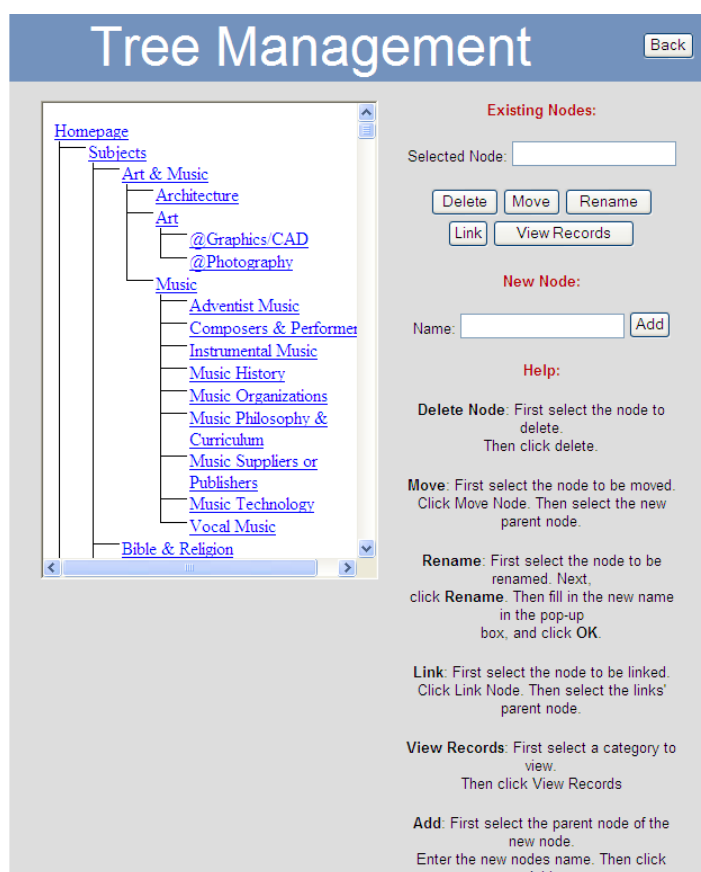 Tree Management
Back
Homepage
Subjects
Art & Music
Architecture
Art
@Graphics/CAD
@Photography
Music
Adventist Music
Composers & Performer
Instrumental Music
Music History
Music Organizations
Music Philosophy &
Curriculum
Music Suppliers or
Publishers
Music Technology
Vocal Music
Bible & Religion
Existing Nodes:
Selected Node:
Delete Move Rename
Link View Records
New Node:
Name: Add
Help:
Delete Node: First select the node to
delete.
Then click delete.
Move: First select the node to be moved.
Click Move Node. Then select the new
parent node.
Rename: First select the node to be
renamed. Next,
click Rename. Then fill in the new name
in the pop-up
box, and click OK.
Link: First select the node to be linked.
Click Link Node. Then select the links'
parent node.
View Records: First select a category to
view.
Then click View Records
Add: First select the parent node of the
new node.
Enter the new nodes name. Then click